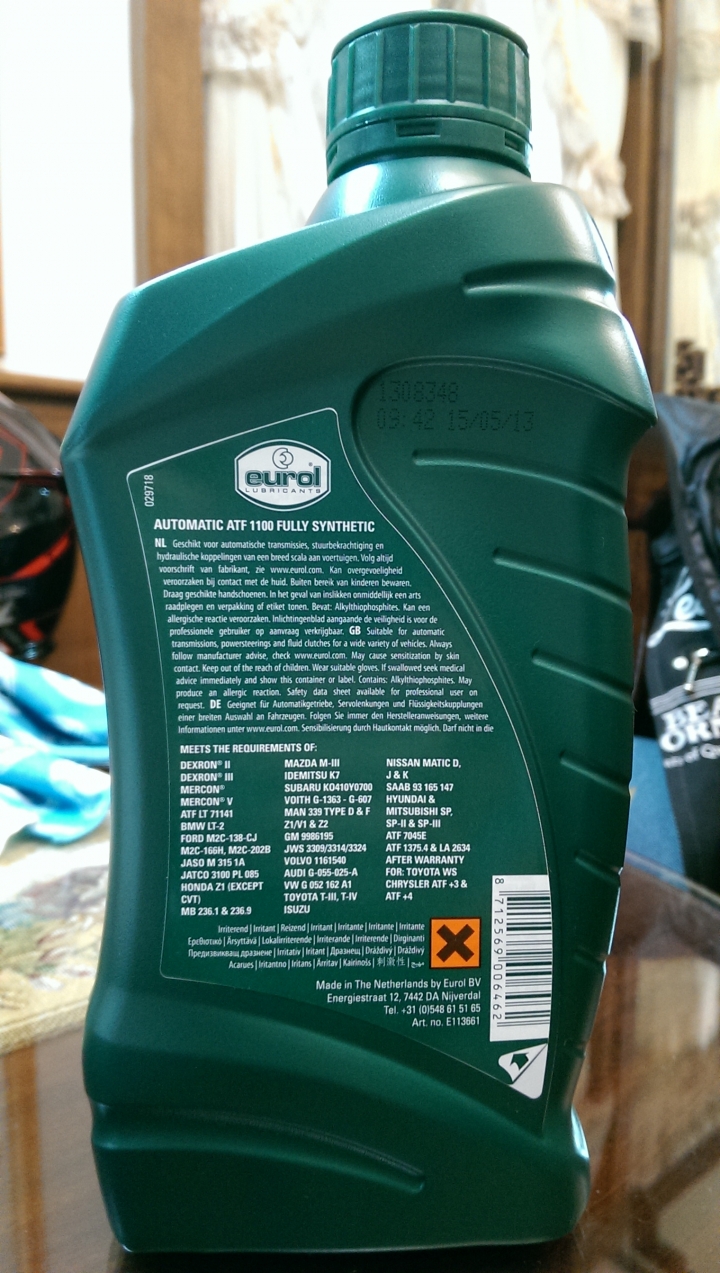 1308348
09:42 15/05/13
029718
eurol
LUBRICANTS
AUTOMATIC ATF 1100 FULLY SYNTHETIC
NL Geschikt voor automatische transmissies, stuurbekrachtiging en
hydraulische koppelingen van een breed scala aan voertuigen. Volg altijd
voorschrift van fabrikant, zie www.eurol.com. Kan overgevoeligheid
veroorzaken bij contact met de huid. Buiten bereik van kinderen bewaren.
Draag geschikte handschoenen. In het geval van inslikken onmiddellijk een arts
raadplegen en verpakking of etiket tonen. Bevat: Alkylthiophosphites. Kan een
allergische reactie veroorzaken. Inlichtingenblad aangaande de veiligheid is voor de
professionele gebruiker op aanvraag verkrijgbaar. GB Suitable for automatic
transmissions, powersteerings and fluid clutches for a wide variety of vehicles. Always
follow manufacturer advise, check www.eurol.com. May cause sensitization by skin
contact. Keep out of the reach of children. Wear suitable gloves. If swallowed seek medical
advice immediately and show this container or label. Contains: Alkylthiophosphites. May
produce an allergic reaction. Safety data sheet available for professional user on
request. DE Geeignet für Automatikgetriebe, Servolenkungen und Flüssigkeitskupplungen
einer breiten Auswahl an Fahrzeugen. Folgen Sie immer den Herstelleranweisungen, weitere
Informationen unter www.eurol.com. Sensibilisierung durch Hautkontakt möglich. Darf nicht in die
MEETS THE REQUIREMENTS OF:
DEXRON® II
DEXRON® III
MERCON®
MERCON® V
ATF LT 71141
BMW LT-2
FORD M2C-138-CJ
M2C-166H, M2C-202B
JASO M 315 1A
JATCO 3100 PL 085
HONDA Z1 (EXCEPT
CVT)
MB 236.1 & 236.9
MAZDA M-III
IDEMITSU K7
SUBARU KO410Y0700
VOITH G-1363 - G-607
MAN 339 TYPE D & F
Z1/V1 & Z2
GM 9986195
JWS 3309/3314/3324
VOLVO 1161540
AUDI G-055-025-A
VW G 052 162 A1
TOYOTA T-III, T-IV
ISUZU
NISSAN MATIC D,
J & K
SAAB 93 165 147
HYUNDAI &
MITSUBISHI SP,
SP-II & SP-III
ATF 7045E
ATF 1375.4 & LA 2634
AFTER WARRANTY
FOR: TOYOTA WS
CHRYSLER ATF +3 &
ATF +4
Irriterend | Irritant | Reizend | Irritant | Irritante | Irritante | Irritante
Ερεθιστικό | Ärsyttävä | Lokalirriterende | Irriterande | Irriterende | Dirginanti
Предизвикващ дразнене | Iritativ | Iritant | Дразнещ | Dráždivý | Dráždivý
Acarues | Iritantno | Iritans | Ärritav | Kairinošs | 刺激性 |
Made in The Netherlands by Eurol BV
Energiestraat 12, 7442 DA Nijverdal
Tel. +31 (0)548 61 51 65
Art. no. E113661
8 712569 006462